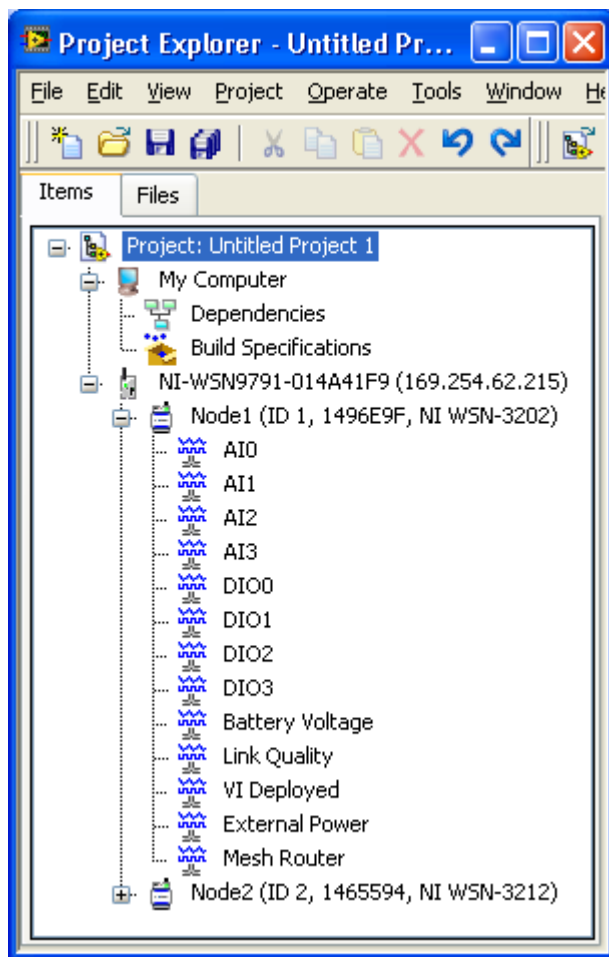 Project Explorer - Untitled Pr...
File Edit View Project Operate Tools Window He
Items Files
Project: Untitled Project 1
My Computer
Dependencies
Build Specifications
NI-WSN9791-014A41F9 (169.254.62.215)
Node1 (ID 1, 1496E9F, NI WSN-3202)
AI0
AI1
AI2
AI3
DIO0
DIO1
DIO2
DIO3
Battery Voltage
Link Quality
VI Deployed
External Power
Mesh Router
Node2 (ID 2, 1465594, NI WSN-3212)